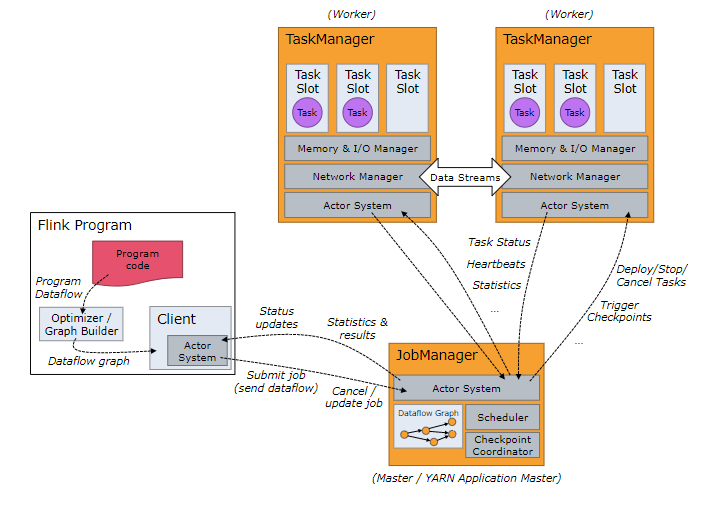 (Worker)
TaskManager
Task
Slot
Task
Task
Slot
Task
Task
Slot
Memory & I/O Manager
Network Manager
Actor System
(Worker)
TaskManager
Task
Slot
Task
Task
Slot
Task
Task
Slot
Memory & I/O Manager
Network Manager
Actor System
Data Streams
Flink Program
Program
code
Program
Dataflow
Optimizer /
Graph Builder
Dataflow graph
Client
Actor
System
Status
updates
Statistics &
results
Submit job
(send dataflow)
Cancel /
update job
Task Status
Heartbeats
Statistics
...
Deploy/Stop/
Cancel Tasks
Trigger
Checkpoints
...
JobManager
Actor System
Dataflow Graph
Scheduler
Checkpoint
Coordinator
(Master / YARN Application Master)